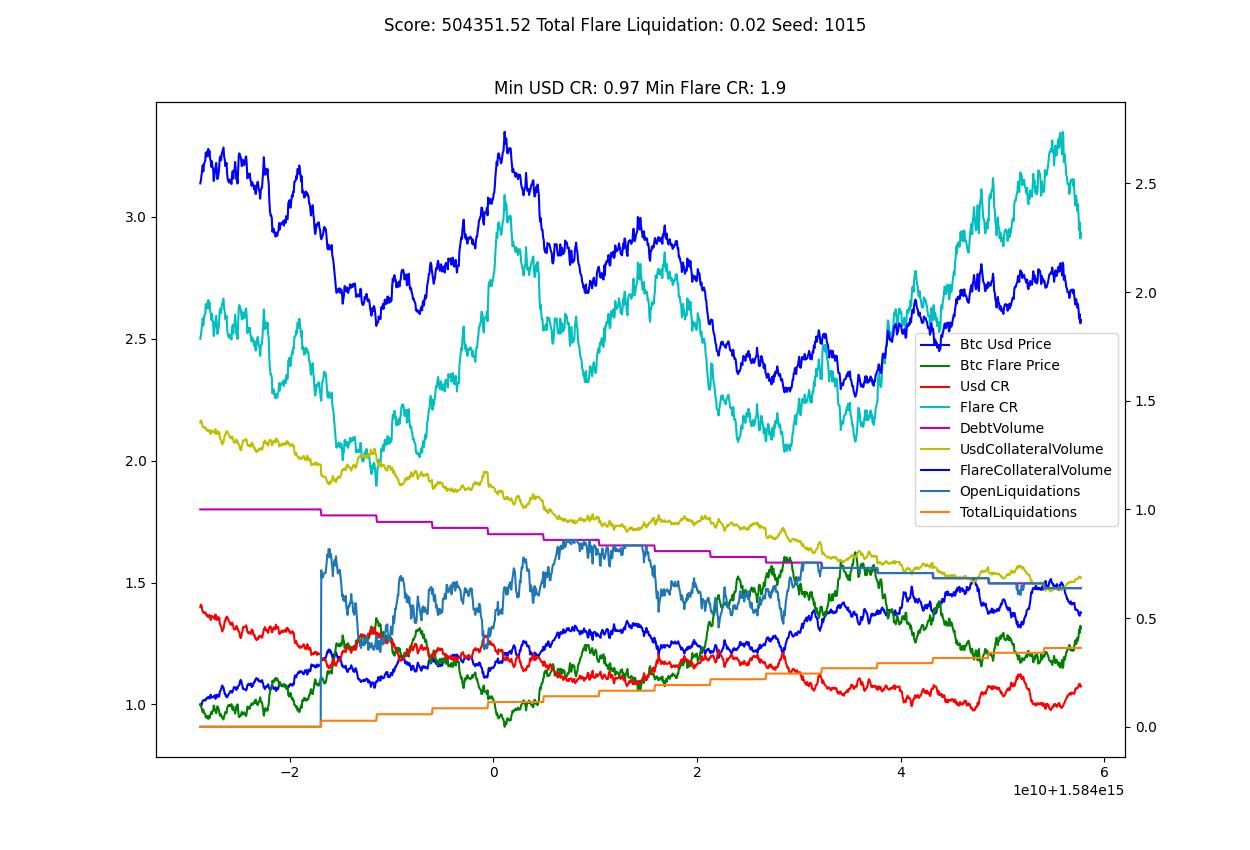 Score: 504351.52 Total Flare Liquidation: 0.02 Seed: 1015
Min USD CR: 0.97 Min Flare CR: 1.9
3.0
2.5
2.0
1.5
1.0
2.5
2.0
1.5
1.0
0.5
0.0
Btc Usd Price
Btc Flare Price
Usd CR
Flare CR
DebtVolume
UsdCollateralVolume
FlareCollateralVolume
OpenLiquidations
TotalLiquidations
−2 0 2 4 6
1e10+1.584e15